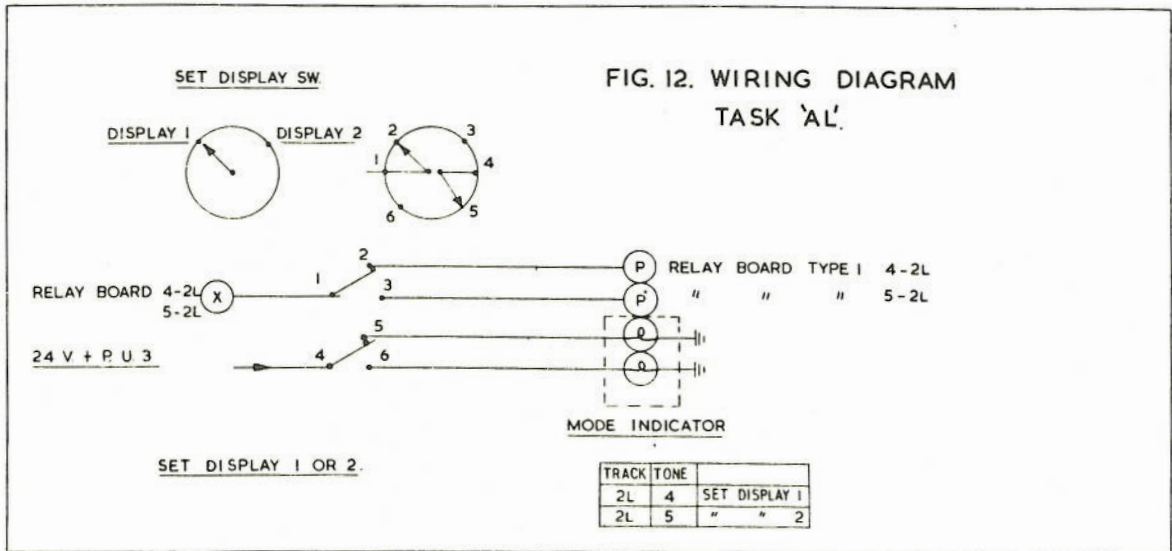 SET DISPLAY SW.
FIG. 12. WIRING DIAGRAM
TASK 'AL'.
DISPLAY 1
DISPLAY 2
2
3
1
4
6
5
2
P
RELAY BOARD TYPE 1 4-2L
1
RELAY BOARD 4-2L
5-2L
X
3
P'
" " " 5-2L
5
24 V. + P. U. 3
4
6
MODE INDICATOR
SET DISPLAY 1 OR 2.
TRACK TONE
2L 4 SET DISPLAY 1
2L 5 " " 2